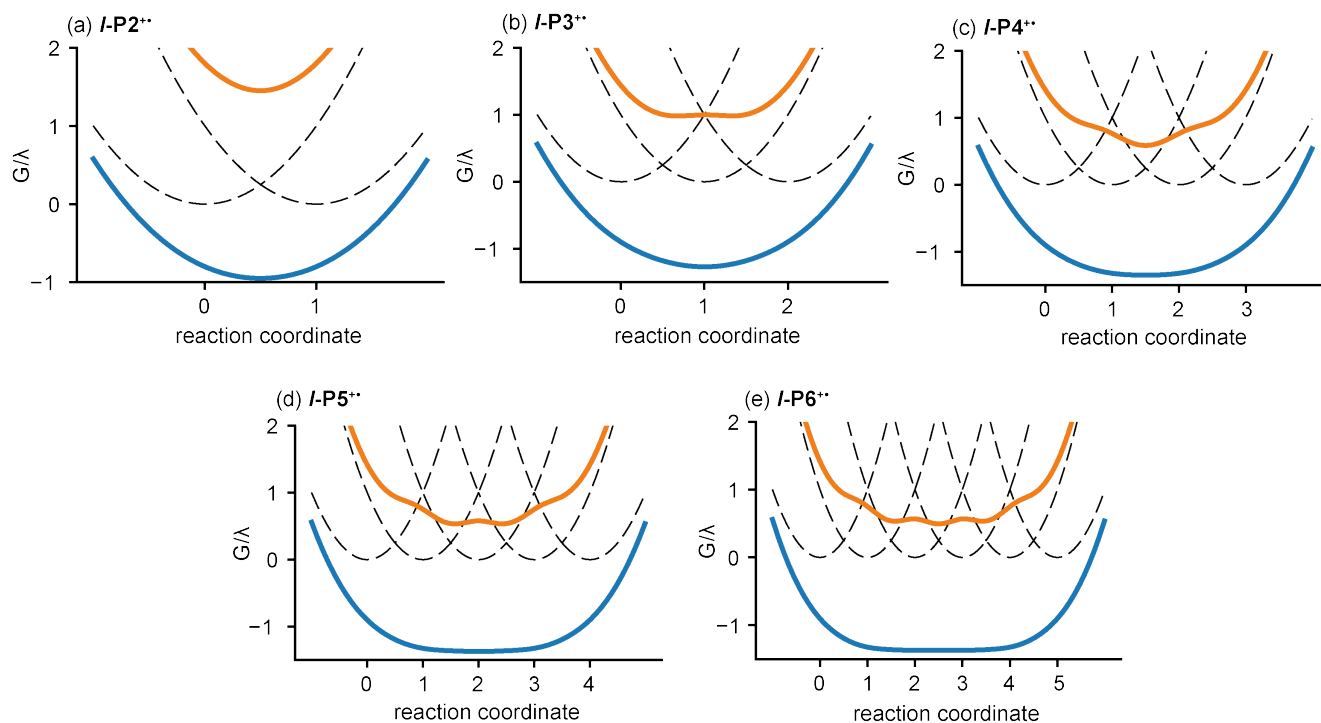 (a) l-P2⁺•
2
1
0
−1
G/λ
0 1
reaction coordinate
(b) l-P3⁺•
2
1
0
−1
G/λ
0 1 2
reaction coordinate
(c) l-P4⁺•
2
1
0
−1
G/λ
0 1 2 3
reaction coordinate
(d) l-P5⁺•
2
1
0
−1
G/λ
0 1 2 3 4
reaction coordinate
(e) l-P6⁺•
2
1
0
−1
G/λ
0 1 2 3 4 5
reaction coordinate